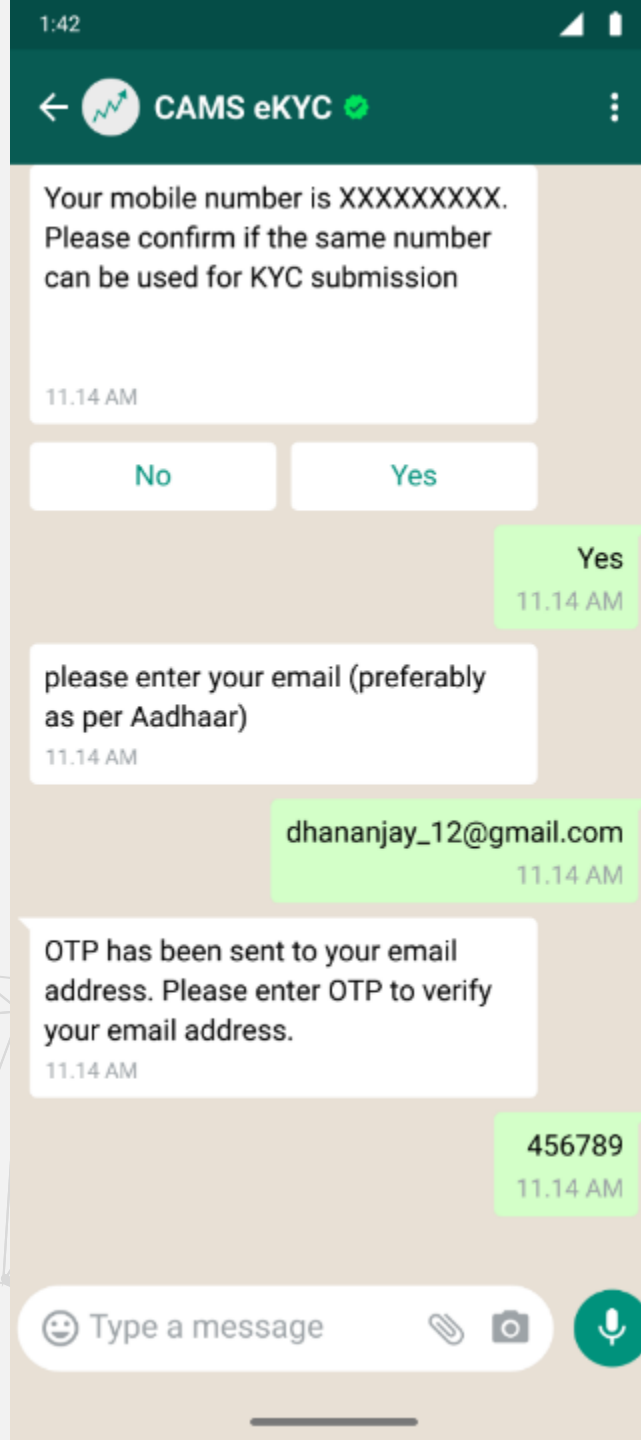 1:42
CAMS eKYC
Your mobile number is XXXXXXXXX.
Please confirm if the same number
can be used for KYC submission
11.14 AM
No
Yes
Yes
11.14 AM
please enter your email (preferably
as per Aadhaar)
11.14 AM
dhananjay_12@gmail.com
11.14 AM
OTP has been sent to your email
address. Please enter OTP to verify
your email address.
11.14 AM
456789
11.14 AM
Type a message